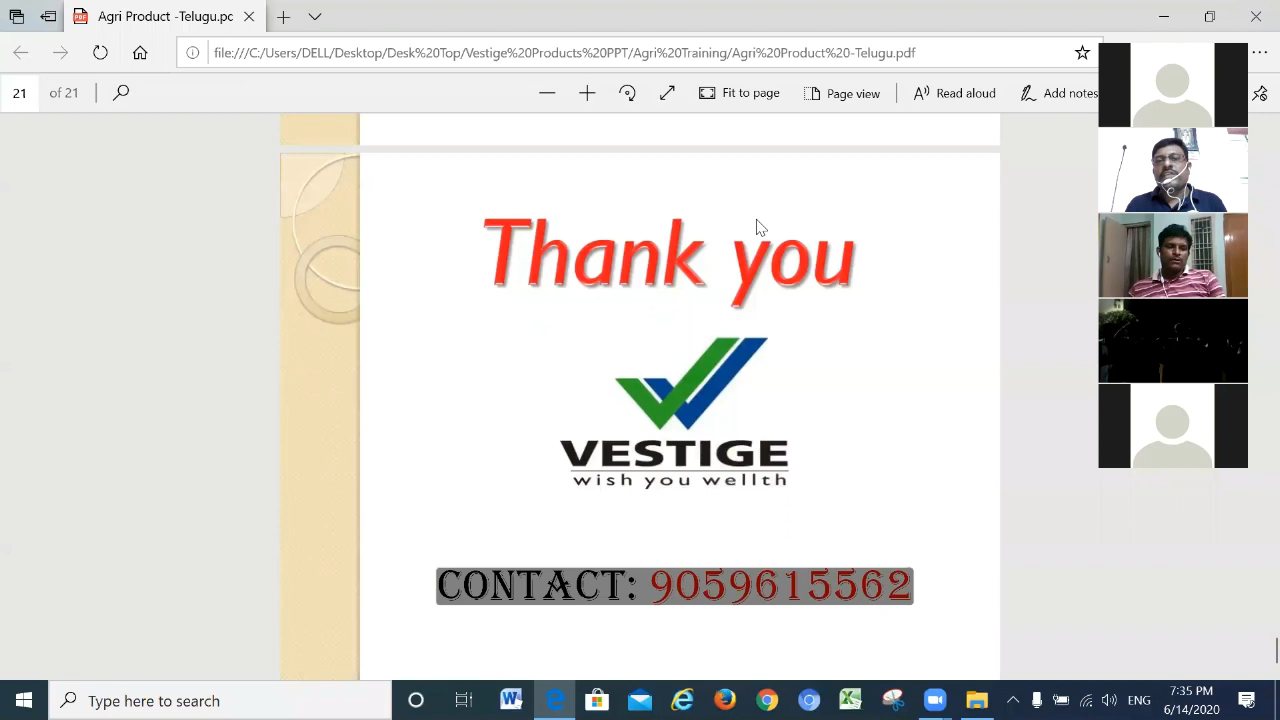 Agri Product -Telugu.pc
file:///C:/Users/DELL/Desktop/Desk%20Top/Vestige%20Products%20PPT/Agri%20Training/Agri%20Product%20-Telugu.pdf
21 of 21 Fit to page Page view Read aloud Add notes
Thank you
VESTIGE
wish you wellth
CONTACT: 9059615562
Type here to search
ENG
7:35 PM
6/14/2020